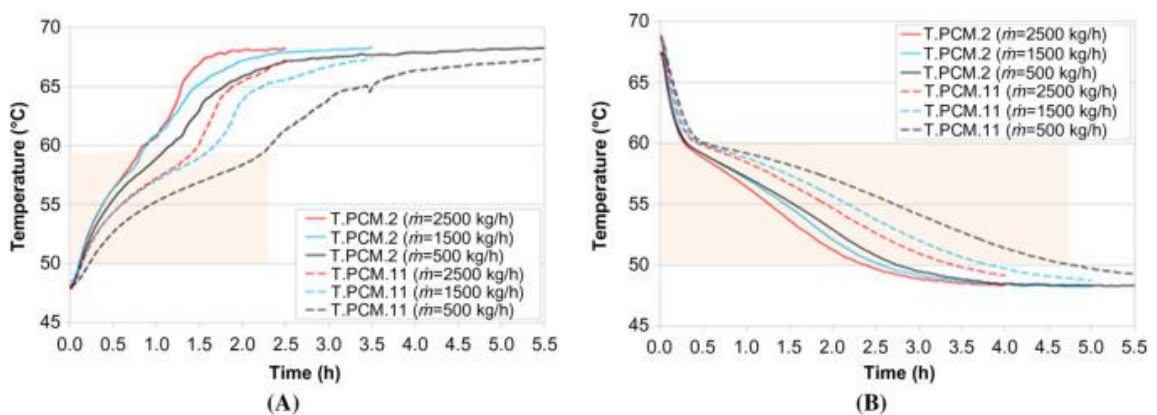 70
65
60
55
50
45
Temperature (°C)
T.PCM.2 (ṁ=2500 kg/h)
T.PCM.2 (ṁ=1500 kg/h)
T.PCM.2 (ṁ=500 kg/h)
T.PCM.11 (ṁ=2500 kg/h)
T.PCM.11 (ṁ=1500 kg/h)
T.PCM.11 (ṁ=500 kg/h)
0.0 0.5 1.0 1.5 2.0 2.5 3.0 3.5 4.0 4.5 5.0 5.5
Time (h)
(A)
70
65
60
55
50
45
Temperature (°C)
T.PCM.2 (ṁ=2500 kg/h)
T.PCM.2 (ṁ=1500 kg/h)
T.PCM.2 (ṁ=500 kg/h)
T.PCM.11 (ṁ=2500 kg/h)
T.PCM.11 (ṁ=1500 kg/h)
T.PCM.11 (ṁ=500 kg/h)
0.0 0.5 1.0 1.5 2.0 2.5 3.0 3.5 4.0 4.5 5.0 5.5
Time (h)
(B)